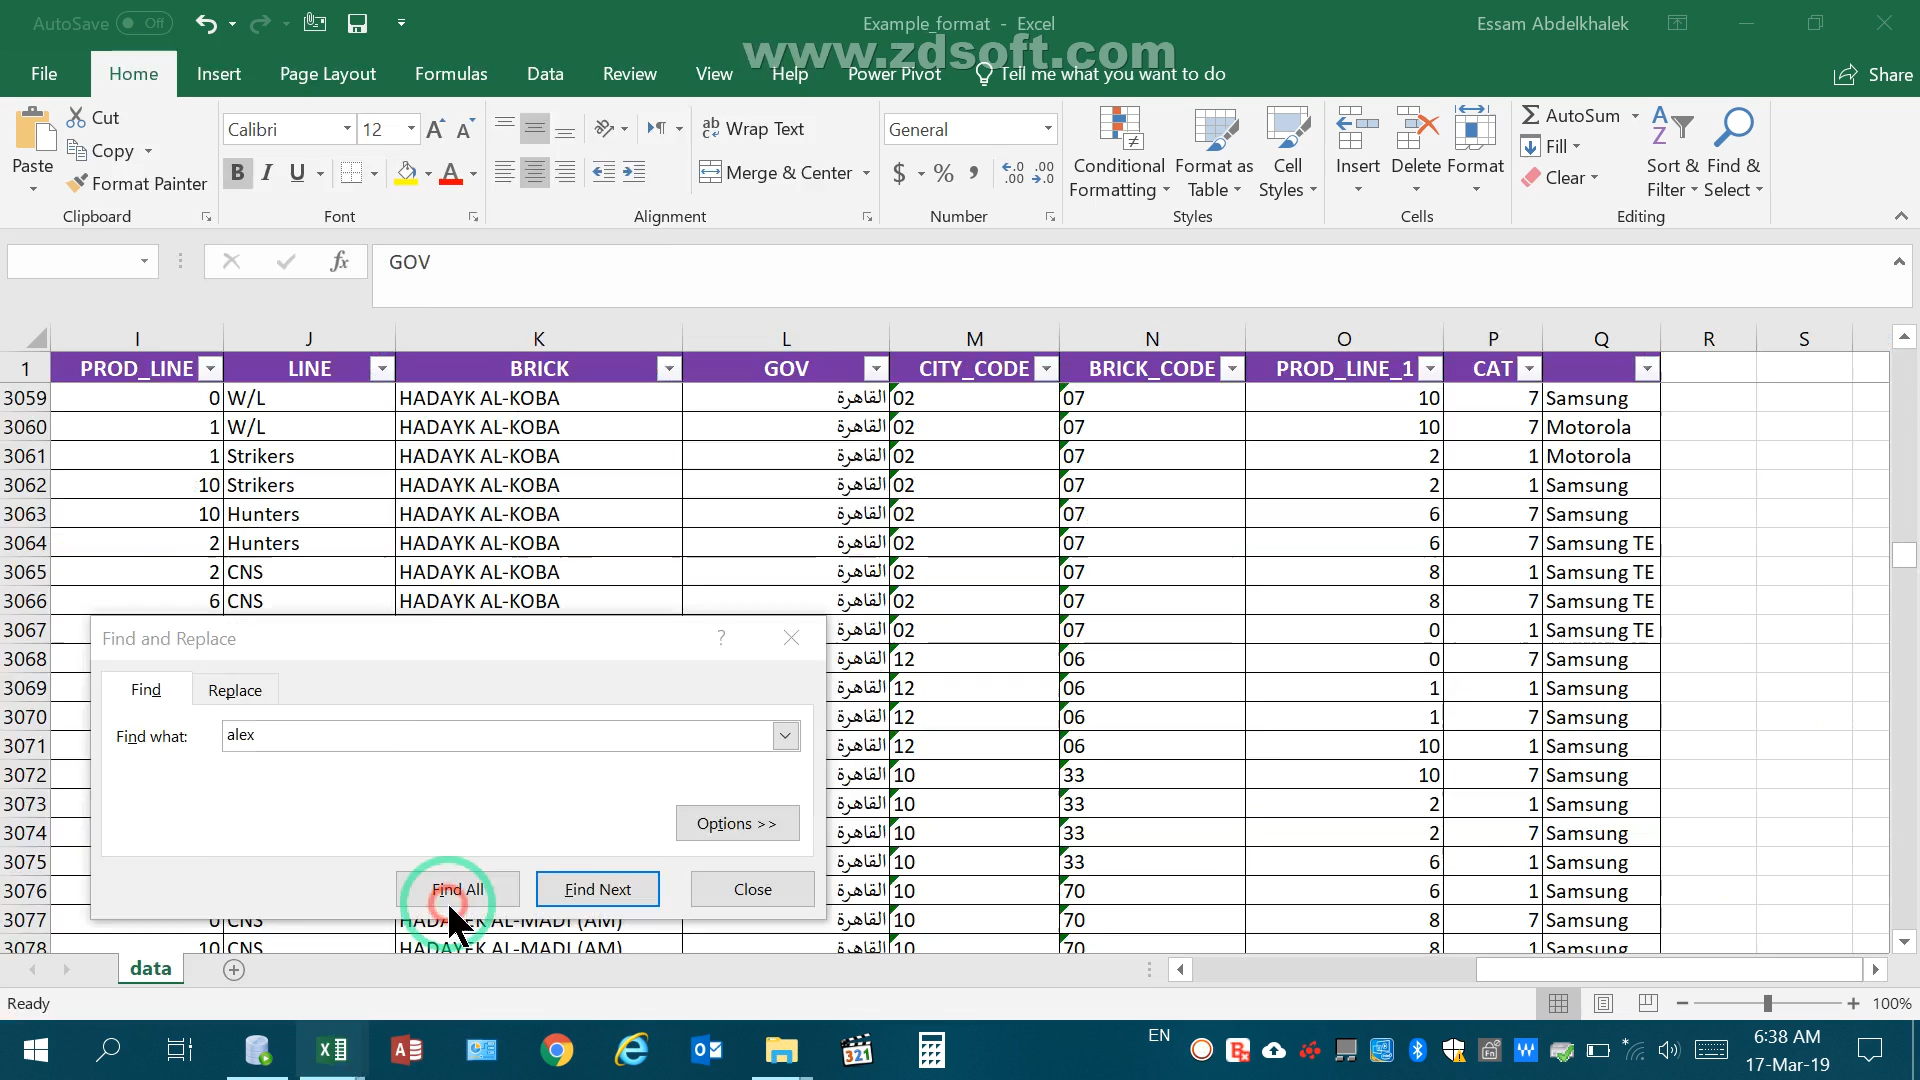 AutoSave Off
Example_format - Excel
Essam Abdelkhalek
www.zdsoft.com
File Home Insert Page Layout Formulas Data Review View Help Power Pivot Tell me what you want to do Share
Paste Cut Copy Format Painter Clipboard
Calibri 12 B I U A Font
ab c Wrap Text Merge & Center Alignment
General $ % , .00 Number
Conditional Formatting Format as Table Cell Styles Styles
Insert Delete Format Cells
AutoSum Fill Clear Sort & Filter Find & Select Editing
fx GOV
I J K L M N O P Q R S
1 PROD_LINE LINE BRICK GOV CITY_CODE BRICK_CODE PROD_LINE_1 CAT
3059 0 W/L HADAYK AL-KOBA القاهرة 02 07 10 7 Samsung
3060 1 W/L HADAYK AL-KOBA القاهرة 02 07 10 7 Motorola
3061 1 Strikers HADAYK AL-KOBA القاهرة 02 07 2 1 Motorola
3062 10 Strikers HADAYK AL-KOBA القاهرة 02 07 2 1 Samsung
3063 10 Hunters HADAYK AL-KOBA القاهرة 02 07 6 7 Samsung
3064 2 Hunters HADAYK AL-KOBA القاهرة 02 07 6 7 Samsung TE
3065 2 CNS HADAYK AL-KOBA القاهرة 02 07 8 1 Samsung TE
3066 6 CNS HADAYK AL-KOBA القاهرة 02 07 8 1 Samsung TE
3067 القاهرة 02 07 0 1 Samsung TE
3068 القاهرة 12 06 0 7 Samsung
3069 القاهرة 12 06 1 1 Samsung
3070 القاهرة 12 06 1 7 Samsung
3071 القاهرة 12 06 10 1 Samsung
3072 القاهرة 10 33 10 7 Samsung
3073 القاهرة 10 33 2 1 Samsung
3074 القاهرة 10 33 2 7 Samsung
3075 القاهرة 10 33 6 1 Samsung
3076 القاهرة 10 70 6 1 Samsung
3077 0 CNS HADAYEK AL-MADI (AM) القاهرة 10 70 8 7 Samsung
3078 10 CNS HADAYEK AL-MADI (AM) القاهرة 10 70 8 1 Samsung
Find and Replace ?
Find Replace
Find what: alex
Options >>
Find All Find Next Close
data
Ready 100%
EN
6:38 AM
17-Mar-19